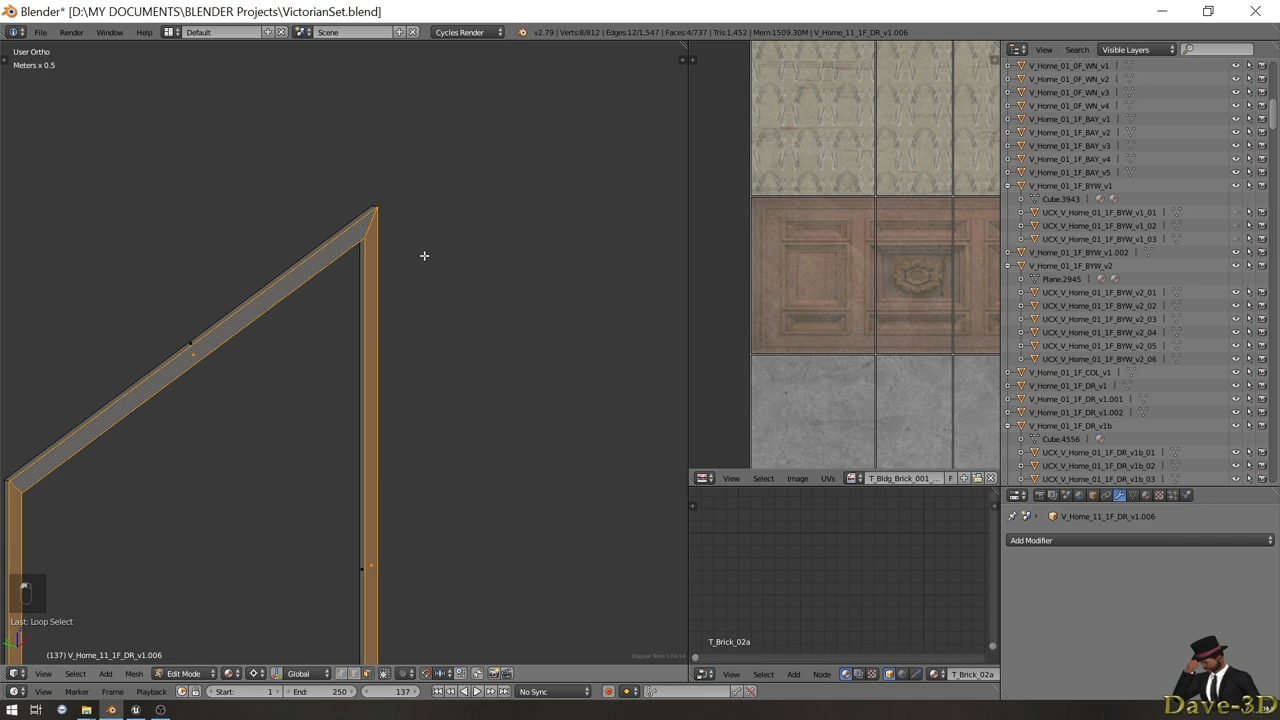 Blender* [D:\MY DOCUMENTS\BLENDER Projects\VictorianSet.blend]
File Render Window Help Default Scene Cycles Render v2.79 | Verts:8/812 | Edges:12/1,547 | Faces:4/737 | Tris:1,452 | Mem:1509.30M | V_Home_11_1F_DR_v1.006
View Search Visible Layers
User Ortho
Meters x 0.5
V_Home_01_0F_WN_v1
V_Home_01_0F_WN_v2
V_Home_01_0F_WN_v3
V_Home_01_0F_WN_v4
V_Home_01_1F_BAY_v1
V_Home_01_1F_BAY_v2
V_Home_01_1F_BAY_v3
V_Home_01_1F_BAY_v4
V_Home_01_1F_BAY_v5
V_Home_01_1F_BYW_v1
Cube.3943
UCX_V_Home_01_1F_BYW_v1_01
UCX_V_Home_01_1F_BYW_v1_02
UCX_V_Home_01_1F_BYW_v1_03
V_Home_01_1F_BYW_v1.002
V_Home_01_1F_BYW_v2
Plane.2945
UCX_V_Home_01_1F_BYW_v2_01
UCX_V_Home_01_1F_BYW_v2_02
UCX_V_Home_01_1F_BYW_v2_03
UCX_V_Home_01_1F_BYW_v2_04
UCX_V_Home_01_1F_BYW_v2_05
UCX_V_Home_01_1F_BYW_v2_06
V_Home_01_1F_COL_v1
V_Home_01_1F_DR_v1
V_Home_01_1F_DR_v1.001
V_Home_01_1F_DR_v1.002
V_Home_01_1F_DR_v1b
Cube.4556
UCX_V_Home_01_1F_DR_v1b_01
UCX_V_Home_01_1F_DR_v1b_02
UCX_V_Home_01_1F_DR_v1b_03
View Select Image UVs T_Bldg_Brick_001_... F
V_Home_11_1F_DR_v1.006
Add Modifier
Last: Loop Select
T_Brick_02a
(137) V_Home_11_1F_DR_v1.006
View Select Add Mesh Edit Mode Global
View Select Add Node T_Brick_02a
View Marker Frame Playback Start: 1 End: 250 137 No Sync
Dave-3D